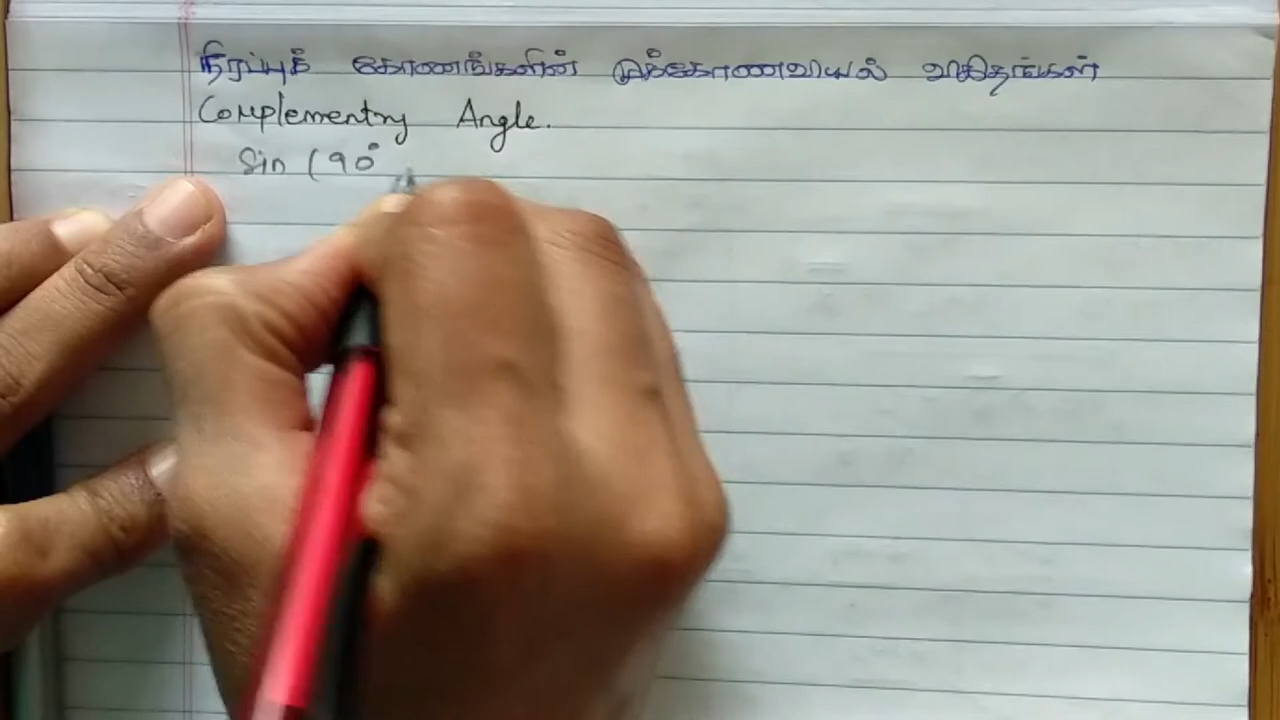 நிரப்புக் கோணங்களின் முக்கோணவியல் விகிதங்கள்
Complementry Angle.
Sin (90°